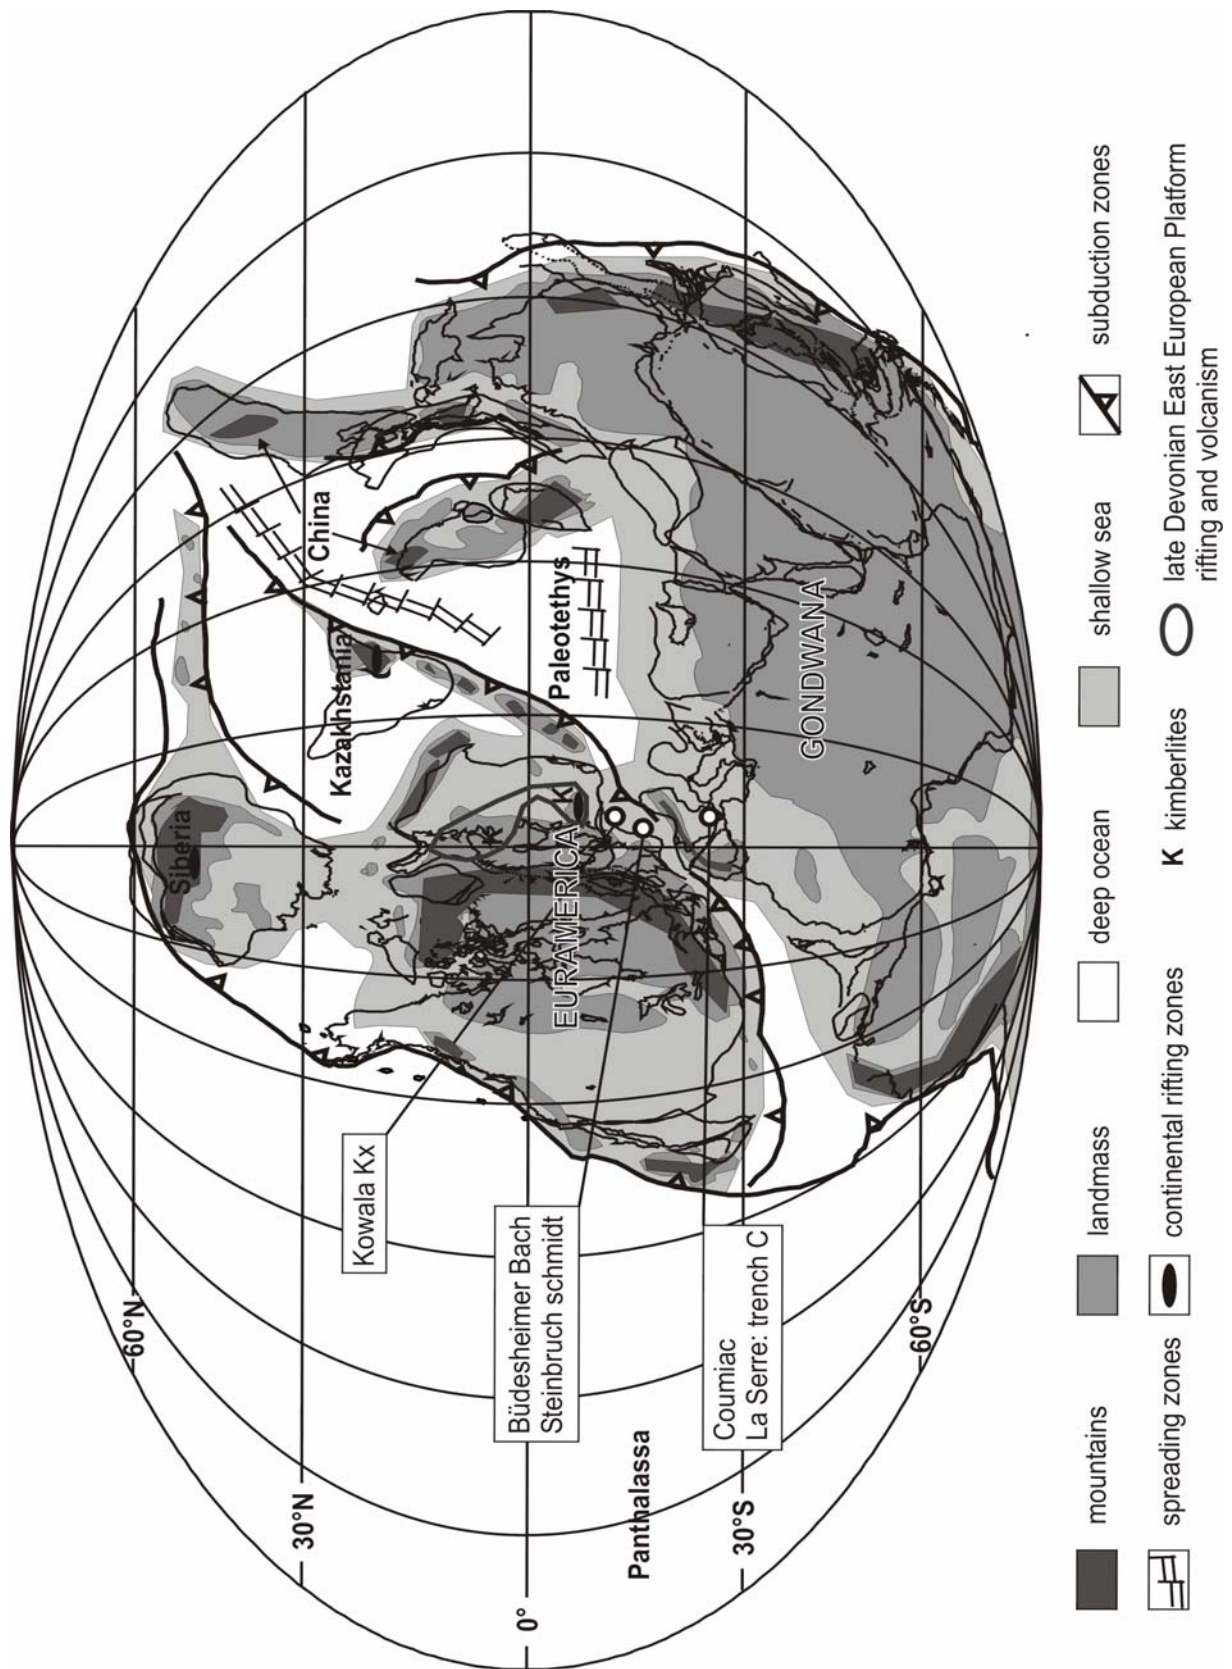 60°N
30°N
0°
30°S
60°S
Siberia
Kazakhstania
China
Paleotethys
K
K
EURAMERICA
GONDWANA
Panthalassa
Kowala Kx
Büdesheimer Bach
Steinbruch schmidt
Coumiac
La Serre: trench C
mountains
landmass
deep ocean
shallow sea
subduction zones
spreading zones
continental rifting zones
K kimberlites
late Devonian East European Platform
rifting and volcanism